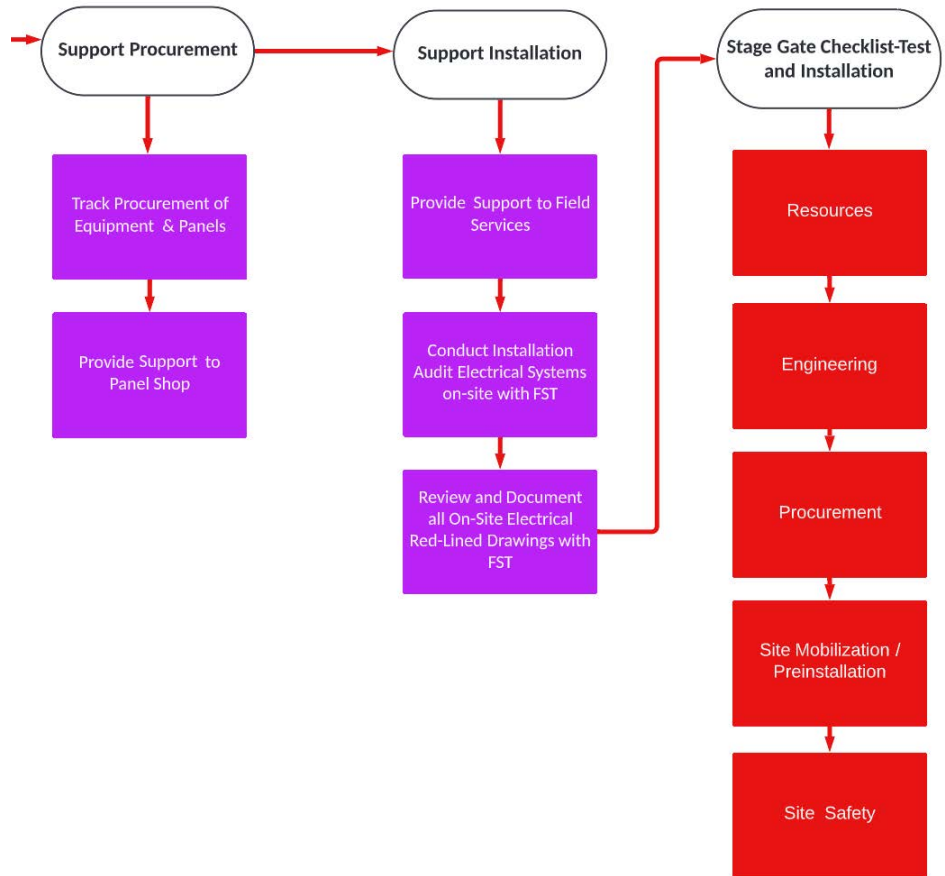 Support Procurement
Support Installation
Stage Gate Checklist-Test
and Installation
Track Procurement of
Equipment & Panels
Provide Support to
Panel Shop
Provide Support to Field
Services
Conduct Installation
Audit Electrical Systems
on-site with FST
Review and Document
all On-Site Electrical
Red-Lined Drawings with
FST
Resources
Engineering
Procurement
Site Mobilization /
Preinstallation
Site Safety